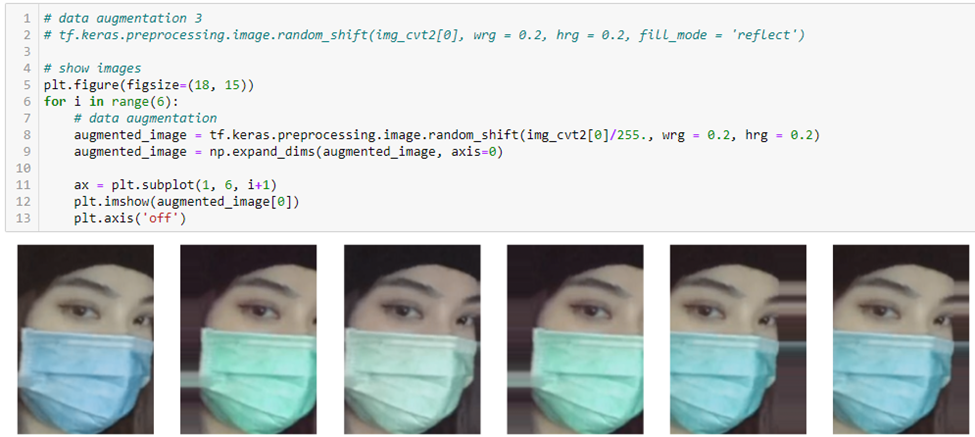 1 # data augmentation 3
2 # tf.keras.preprocessing.image.random_shift(img_cvt2[0], wrg = 0.2, hrg = 0.2, fill_mode = 'reflect')
3
4 # show images
5 plt.figure(figsize=(18, 15))
6 for i in range(6):
7     # data augmentation
8     augmented_image = tf.keras.preprocessing.image.random_shift(img_cvt2[0]/255., wrg = 0.2, hrg = 0.2)
9     augmented_image = np.expand_dims(augmented_image, axis=0)
10
11     ax = plt.subplot(1, 6, i+1)
12     plt.imshow(augmented_image[0])
13     plt.axis('off')